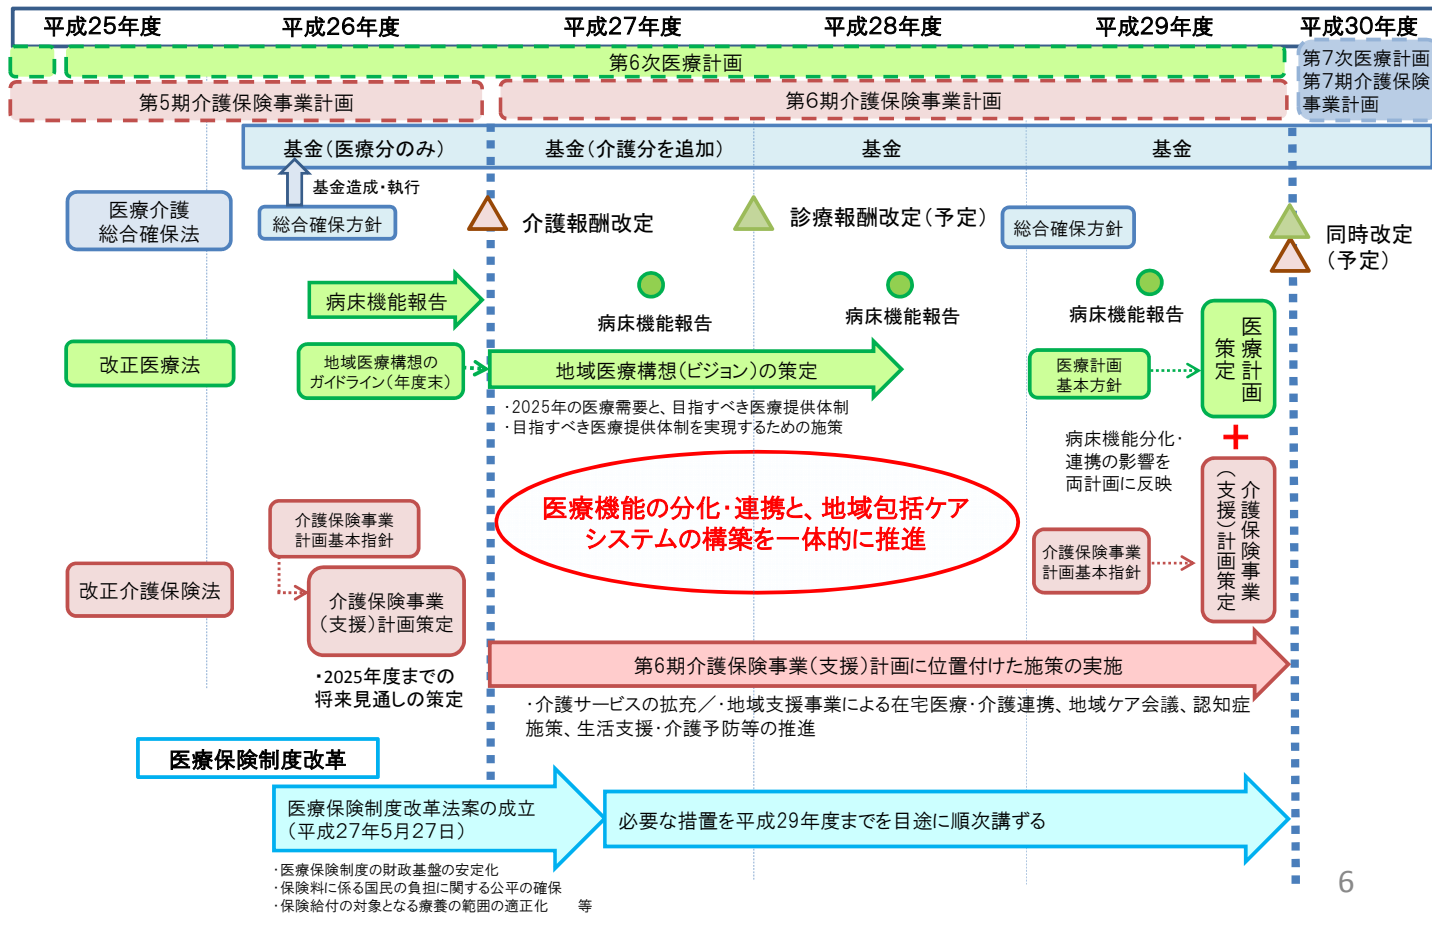 平成25年度
平成26年度
平成27年度
平成28年度
平成29年度
平成30年度
第6次医療計画
第7次医療計画
第7期介護保険
事業計画
第5期介護保険事業計画
第6期介護保険事業計画
基金(医療分のみ)
基金(介護分を追加)
基金
基金
基金造成・執行
医療介護
総合確保法
総合確保方針
介護報酬改定
診療報酬改定(予定)
総合確保方針
同時改定
(予定)
病床機能報告
病床機能報告
病床機能報告
病床機能報告
改正医療法
地域医療構想の
ガイドライン(年度末)
地域医療構想(ビジョン)の策定
医療計画
基本方針
医療計画
策定
・2025年の医療需要と、目指すべき医療提供体制
・目指すべき医療提供体制を実現するための施策
+
病床機能分化・
連携の影響を
両計画に反映
医療機能の分化・連携と、地域包括ケア
システムの構築を一体的に推進
介護保険事業
計画基本指針
介護保険事業
計画基本指針
介護保険事業
(支援)計画策定
改正介護保険法
介護保険事業
(支援)計画策定
・2025年度までの
将来見通しの策定
第6期介護保険事業(支援)計画に位置付けた施策の実施
・介護サービスの拡充/・地域支援事業による在宅医療・介護連携、地域ケア会議、認知症
施策、生活支援・介護予防等の推進
医療保険制度改革
医療保険制度改革法案の成立
(平成27年5月27日)
必要な措置を平成29年度までを目途に順次講ずる
・医療保険制度の財政基盤の安定化
・保険料に係る国民の負担に関する公平の確保
・保険給付の対象となる療養の範囲の適正化 等
6